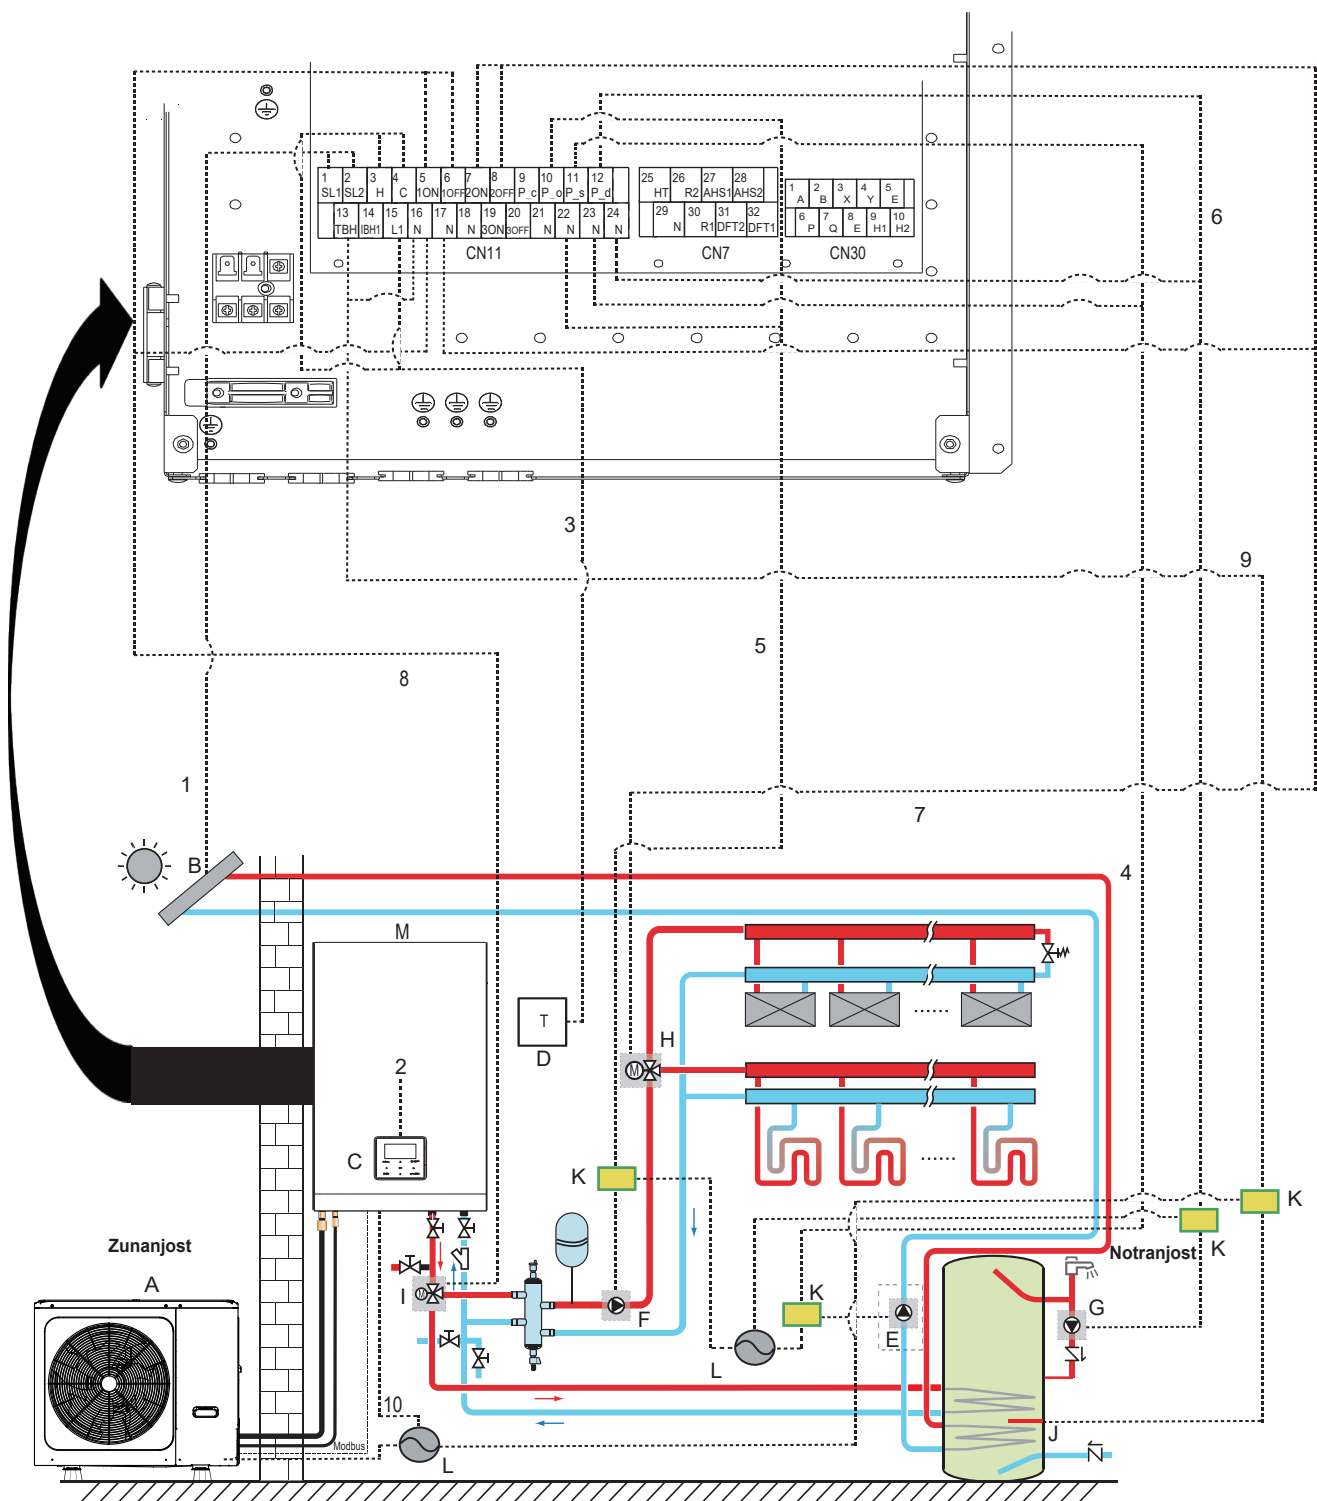 1 2 3 4 5 6 7 8 9 10 11 12
SL1 SL2 H C 1ON 1OFF 2ON 2OFF P_c P_o P_s P_d
13 14 15 16 17 18 19 20 21 22 23 24
TBH IBH1 L1 N N N 3ON 3OFF N N N N
CN11
25 26 27 28
HT R2 AHS1 AHS2
29 30 31 32
N R1 DFT2 DFT1
CN7
1 2 3 4 5
A B X Y E
6 7 8 9 10
P Q E H1 H2
CN30
6
3
9
5
8
1
7
B
4
M
T
D
H
M
2
C
K
K
K
Zunanjost
Notranjost
A
I
M
F
K
E
G
L
10
Modbus
L
J